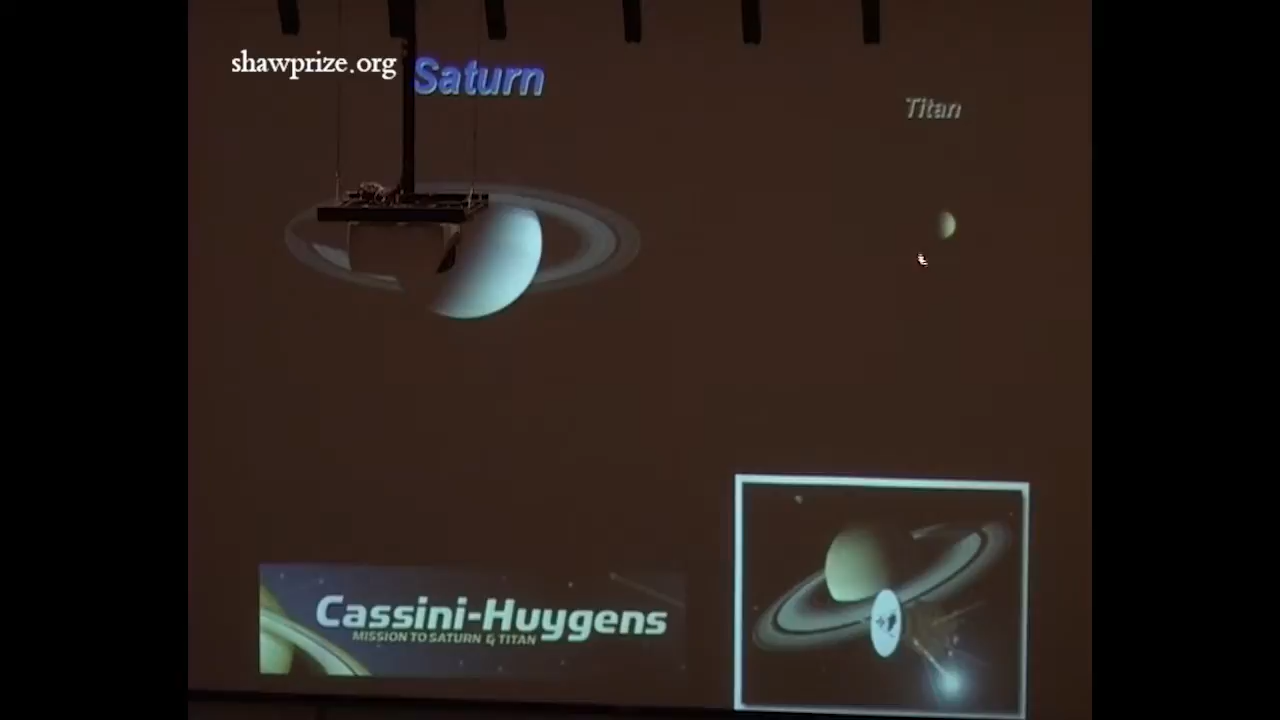 shawprize.org
Saturn
Titan
Cassini-Huygens
MISSION TO SATURN & TITAN